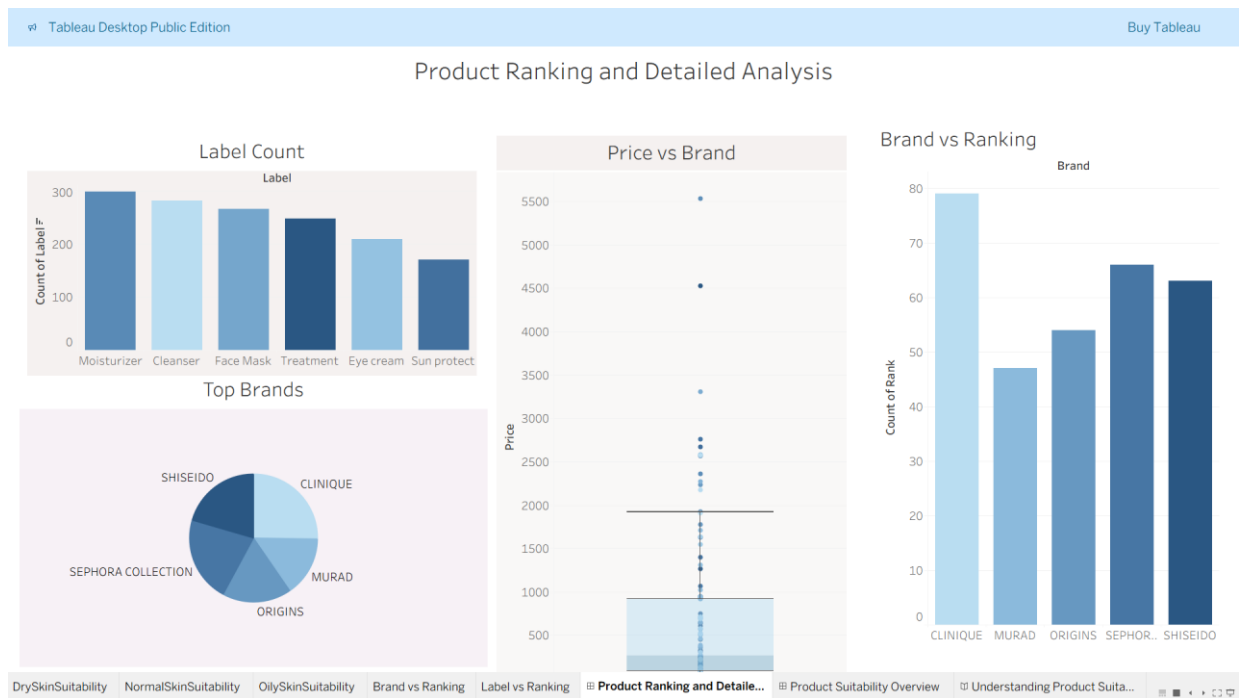 Tableau Desktop Public Edition
Buy Tableau
Product Ranking and Detailed Analysis
Label Count
Label
Count of Label
300
200
100
0
Moisturizer Cleanser Face Mask Treatment Eye cream Sun protect
Top Brands
SHISEIDO
CLINIQUE
SEPHORA COLLECTION
MURAD
ORIGINS
Price vs Brand
Price
5500
5000
4500
4000
3500
3000
2500
2000
1500
1000
500
Brand vs Ranking
Brand
Count of Rank
80
70
60
50
40
30
20
10
0
CLINIQUE MURAD ORIGINS SEPHOR.. SHISEIDO
DrySkinSuitability NormalSkinSuitability OilySkinSuitability Brand vs Ranking Label vs Ranking Product Ranking and Detaile... Product Suitability Overview Understanding Product Suita...